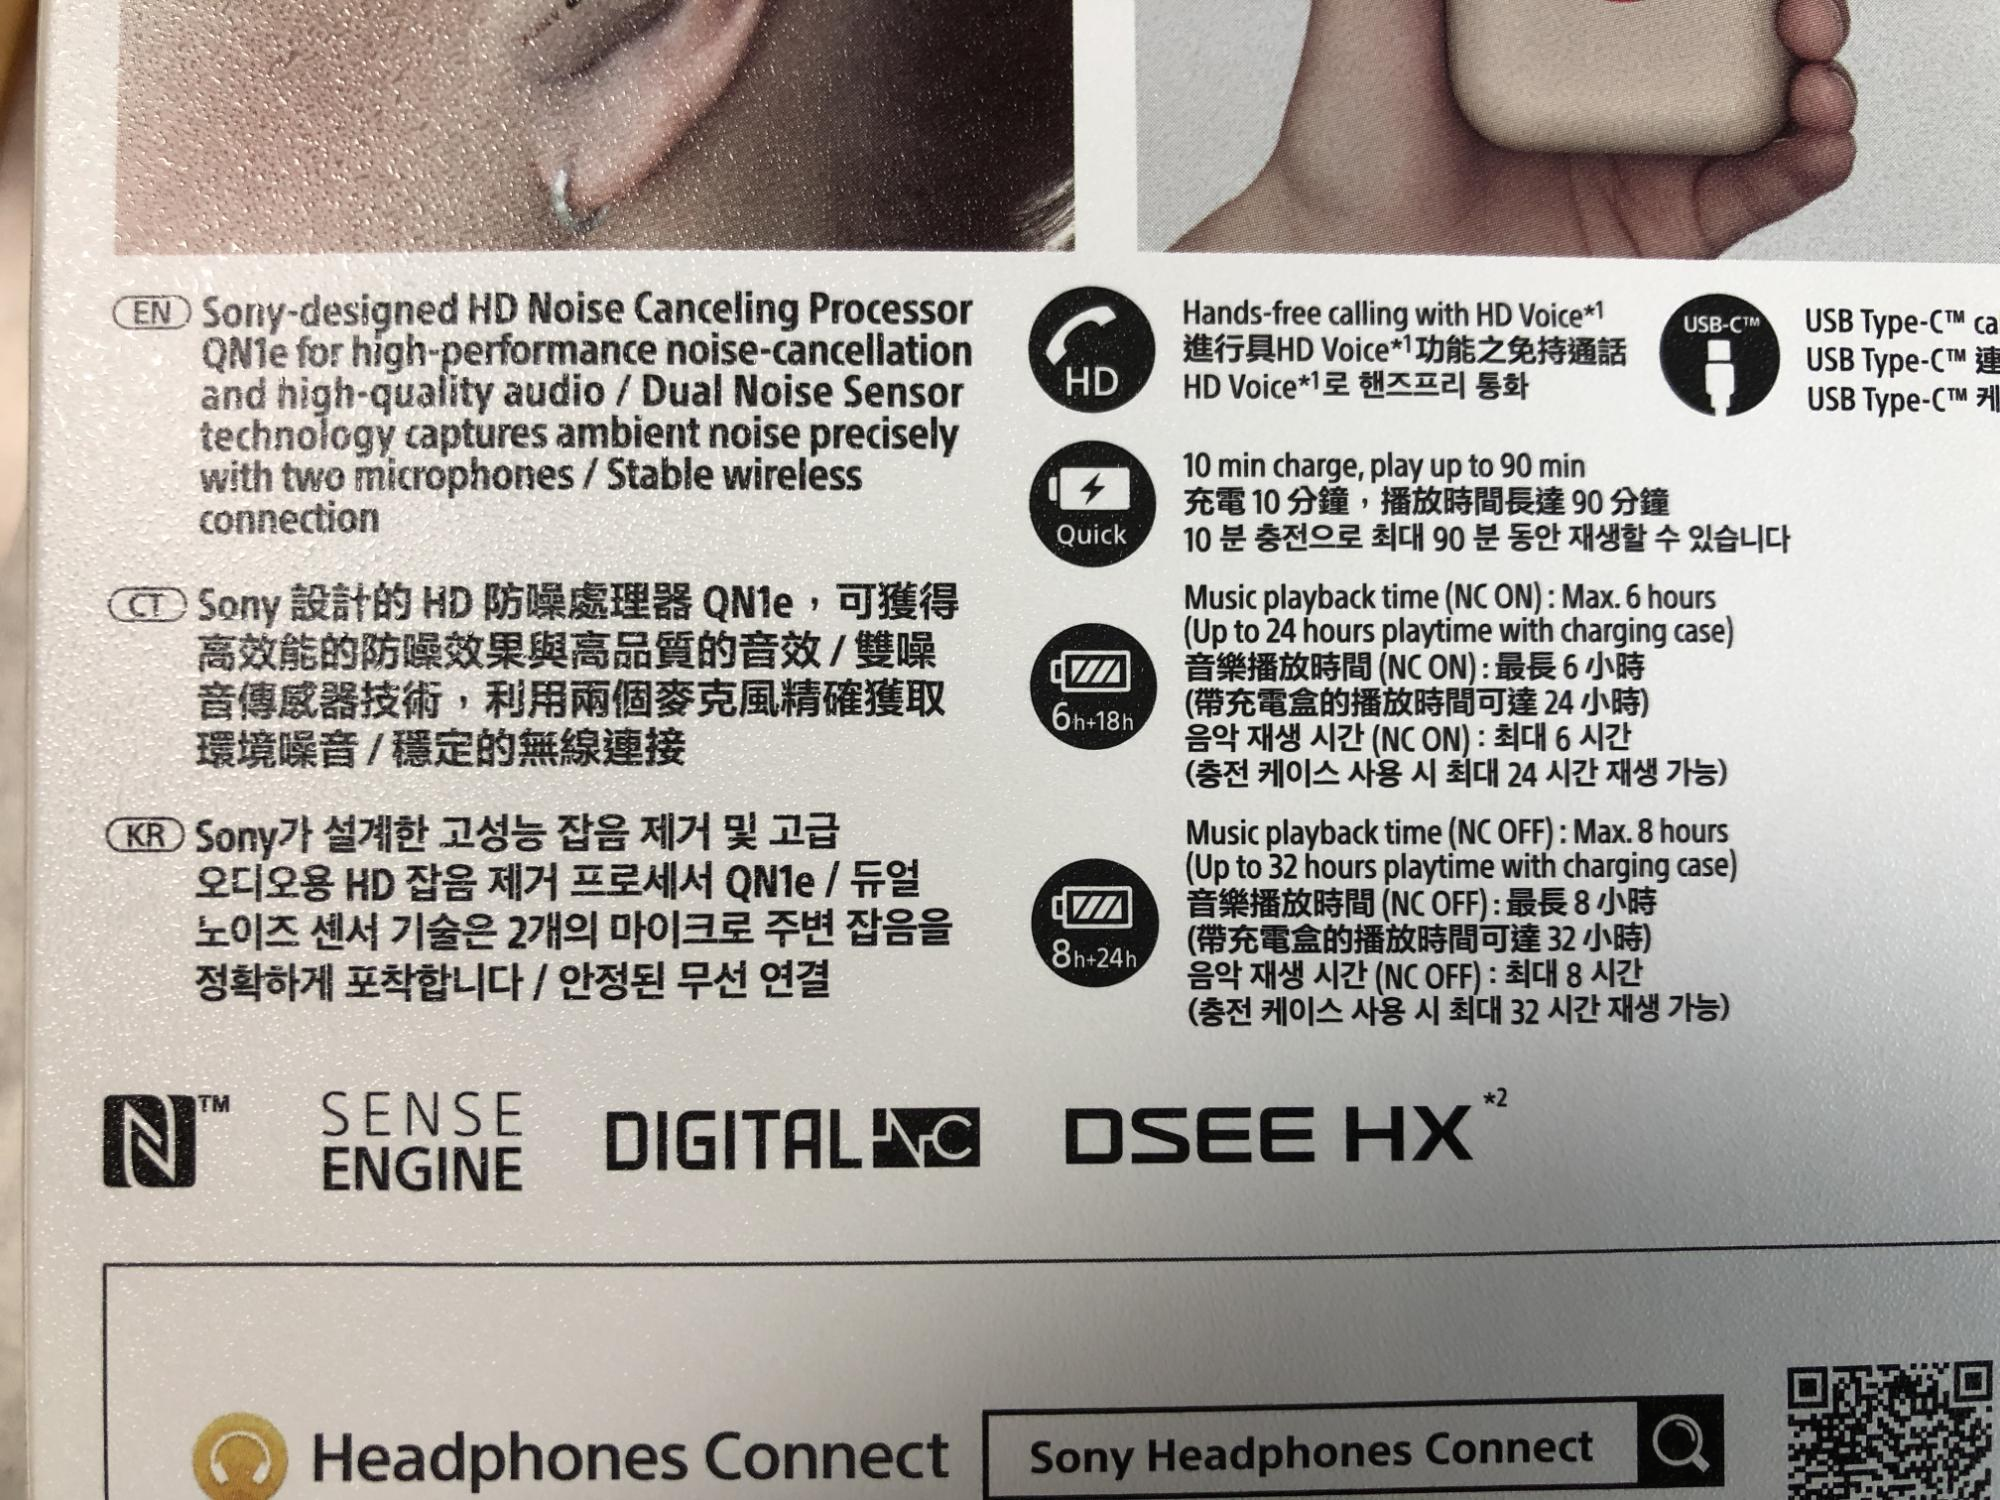 EN Sony-designed HD Noise Canceling Processor
QN1e for high-performance noise-cancellation
and high-quality audio / Dual Noise Sensor
technology captures ambient noise precisely
with two microphones / Stable wireless
connection
CT Sony 設計的 HD 防噪處理器 QN1e，可獲得
高效能的防噪效果與高品質的音效 / 雙噪
音傳感器技術，利用兩個麥克風精確獲取
環境噪音 / 穩定的無線連接
KR Sony가 설계한 고성능 잡음 제거 및 고급
오디오용 HD 잡음 제거 프로세서 QN1e / 듀얼
노이즈 센서 기술은 2개의 마이크로 주변 잡음을
정확하게 포착합니다 / 안정된 무선 연결
HD
Hands-free calling with HD Voice*1
進行具HD Voice*1功能之免持通話
HD Voice*1로 핸즈프리 통화
USB-C™
USB Type-C™
USB Type-C™
USB Type-C™
Quick
10 min charge, play up to 90 min
充電 10 分鐘，播放時間長達 90 分鐘
10 분 충전으로 최대 90 분 동안 재생할 수 있습니다
6h+18h
Music playback time (NC ON) : Max. 6 hours
(Up to 24 hours playtime with charging case)
音樂播放時間 (NC ON) : 最長 6 小時
(帶充電盒的播放時間可達 24 小時)
음악 재생 시간 (NC ON) : 최대 6 시간
(충전 케이스 사용 시 최대 24 시간 재생 가능)
8h+24h
Music playback time (NC OFF) : Max. 8 hours
(Up to 32 hours playtime with charging case)
音樂播放時間 (NC OFF) : 最長 8 小時
(帶充電盒的播放時間可達 32 小時)
음악 재생 시간 (NC OFF) : 최대 8 시간
(충전 케이스 사용 시 최대 32 시간 재생 가능)
N™
SENSE
ENGINE
DIGITAL NC
DSEE HX*2
Headphones Connect
Sony Headphones Connect